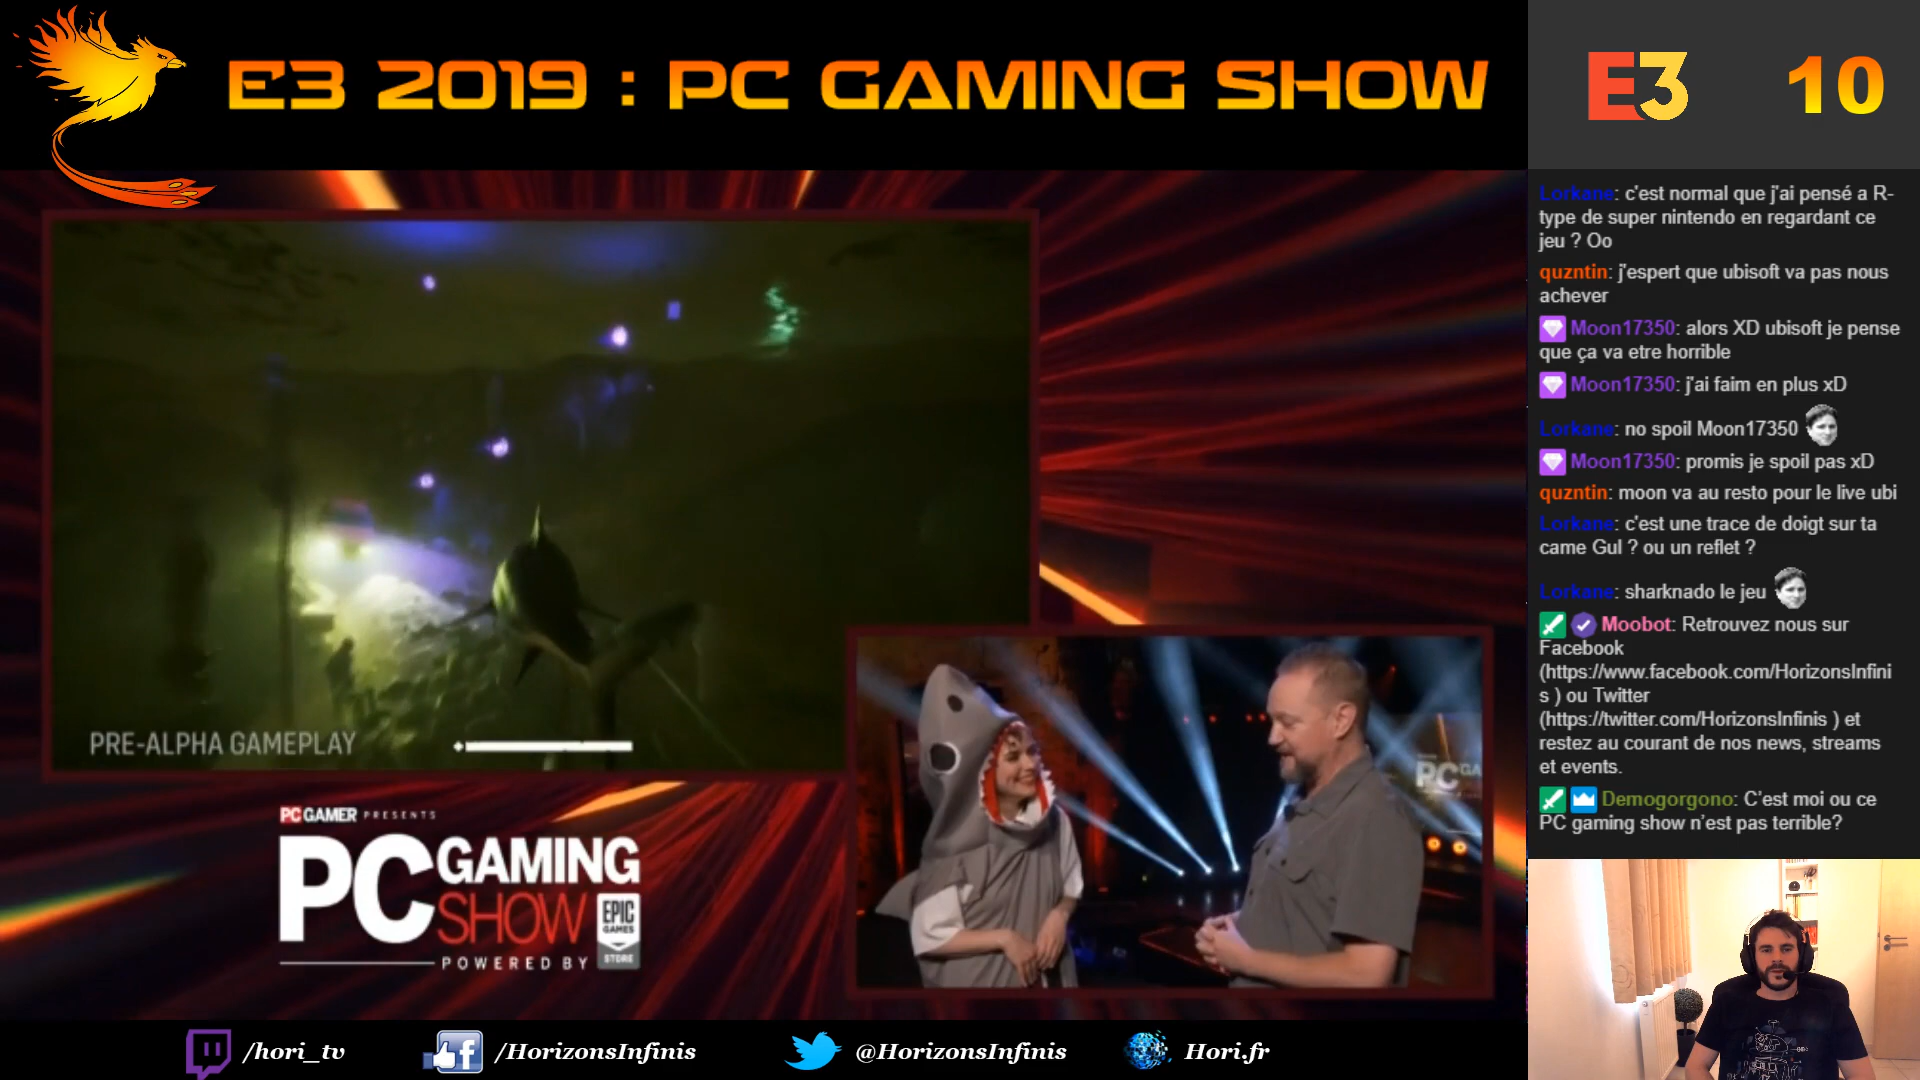 E3 2019 : PC GAMING SHOW
E3
10
Lorkane: c'est normal que j'ai pensé a R-
type de super nintendo en regardant ce
jeu ? Oo
quzntin: j'espert que ubisoft va pas nous
achever
Moon17350: alors XD ubisoft je pense
que ça va etre horrible
Moon17350: j'ai faim en plus xD
Lorkane: no spoil Moon17350
Moon17350: promis je spoil pas xD
quzntin: moon va au resto pour le live ubi
Lorkane: c'est une trace de doigt sur ta
came Gul ? ou un reflet ?
Lorkane: sharknado le jeu
Moobot: Retrouvez nous sur
Facebook
(https://www.facebook.com/HorizonsInfini
s ) ou Twitter
(https://twitter.com/HorizonsInfinis ) et
restez au courant de nos news, streams
et events.
Demogorgono: C'est moi ou ce
PC gaming show n'est pas terrible?
PRE-ALPHA GAMEPLAY
PC GA
PC GAMER PRESENTS
PC GAMING
SHOW
EPIC
GAMES
STORE
POWERED BY
/hori_tv
/HorizonsInfinis
@HorizonsInfinis
Hori.fr